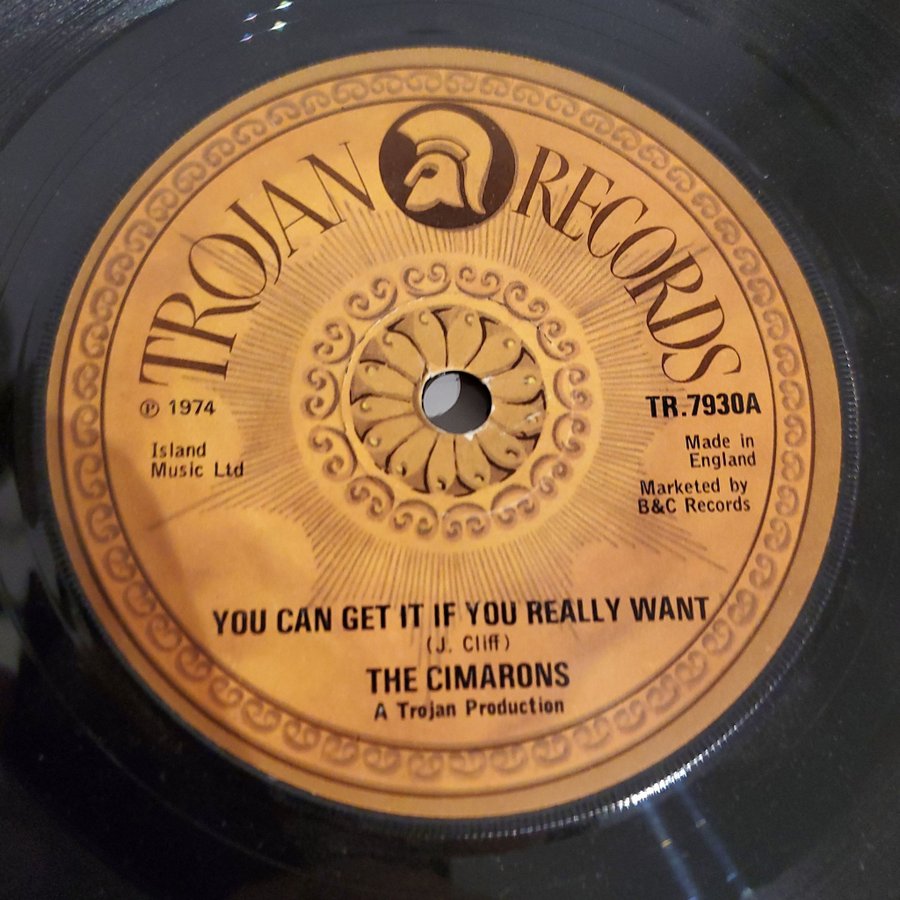 TROJAN RECORDS
℗ 1974
TR.7930A
Island
Music Ltd
Made in
England
Marketed by
B&C Records
YOU CAN GET IT IF YOU REALLY WANT
(J. Cliff)
THE CIMARONS
A Trojan Production